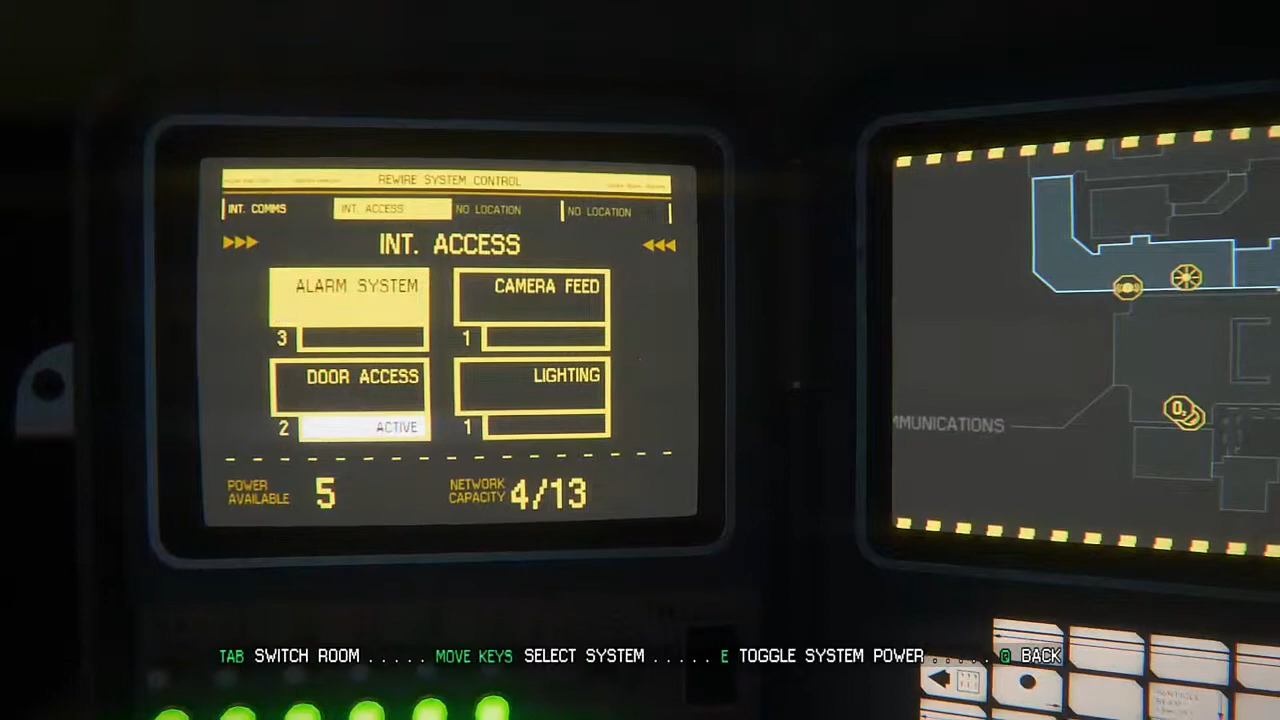 REWIRE SYSTEM CONTROL
INT. COMMS INT. ACCESS NO LOCATION NO LOCATION
INT. ACCESS
ALARM SYSTEM CAMERA FEED
3 1
DOOR ACCESS LIGHTING
2 ACTIVE 1
POWER AVAILABLE 5 NETWORK CAPACITY 4/13
MMUNICATIONS
O₂
TAB SWITCH ROOM ..... MOVE KEYS SELECT SYSTEM ..... E TOGGLE SYSTEM POWER ..... Q BACK